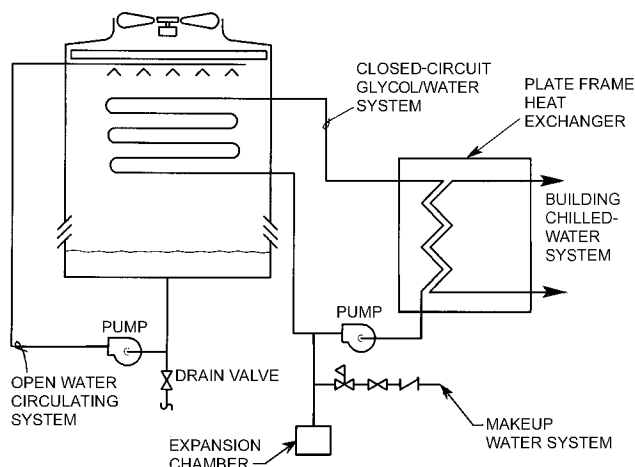 CLOSED-CIRCUIT
GLYCOL/WATER
SYSTEM
PLATE FRAME
HEAT
EXCHANGER
BUILDING
CHILLED-
WATER
SYSTEM
PUMP
PUMP
OPEN WATER
CIRCULATING
SYSTEM
DRAIN VALVE
EXPANSION
CHAMBER
MAKEUP
WATER SYSTEM